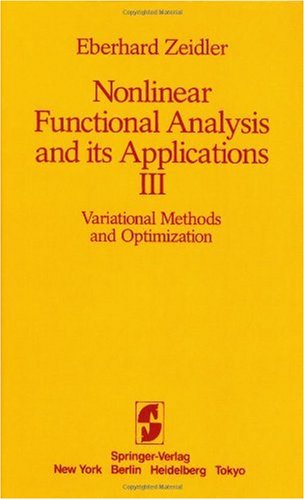 Eberhard Zeidler
Nonlinear
Functional Analysis
and its Applications
III
Variational Methods
and Optimization
Springer-Verlag
New York Berlin Heidelberg Tokyo